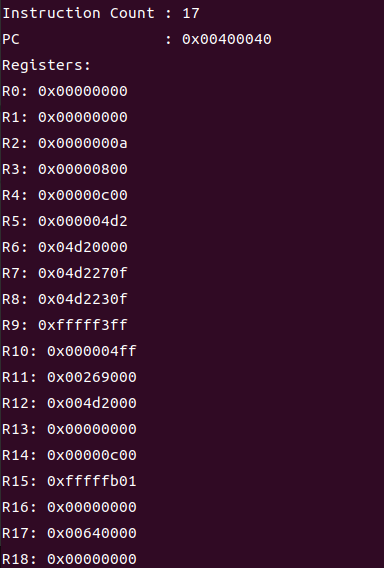 Instruction Count : 17
PC                : 0x00400040
Registers:
R0: 0x00000000
R1: 0x00000000
R2: 0x0000000a
R3: 0x00000800
R4: 0x00000c00
R5: 0x000004d2
R6: 0x04d20000
R7: 0x04d2270f
R8: 0x04d2230f
R9: 0xfffff3ff
R10: 0x000004ff
R11: 0x00269000
R12: 0x004d2000
R13: 0x00000000
R14: 0x00000c00
R15: 0xfffffb01
R16: 0x00000000
R17: 0x00640000
R18: 0x00000000